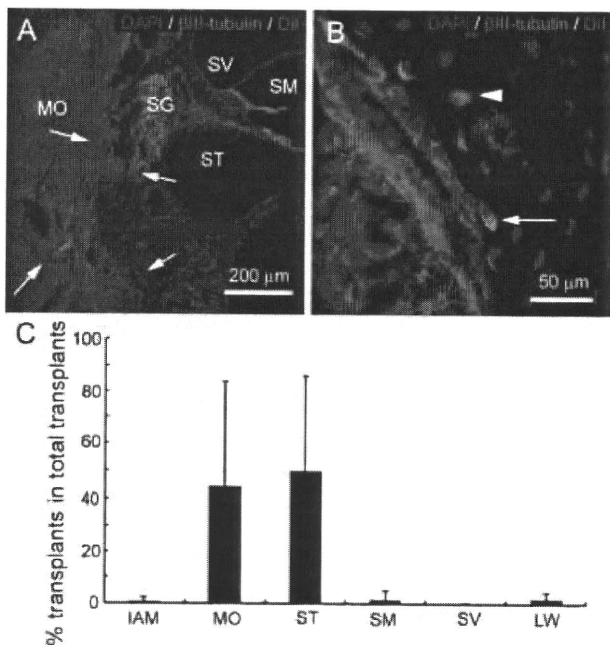 A
DAPI / βIII-tubulin / DiI
SV
SM
MO
SG
ST
200 µm
B
DAPI / βIII-tubulin / DiI
50 µm
C
% transplants in total transplants
100
80
60
40
20
0
IAM MO ST SM SV LW